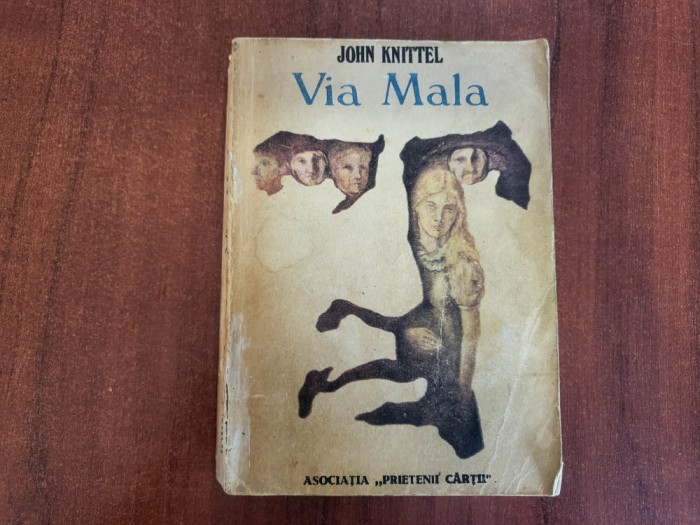 JOHN KNITTEL
Via Mala
ASOCIAȚIA „PRIETENII CĂRȚII”